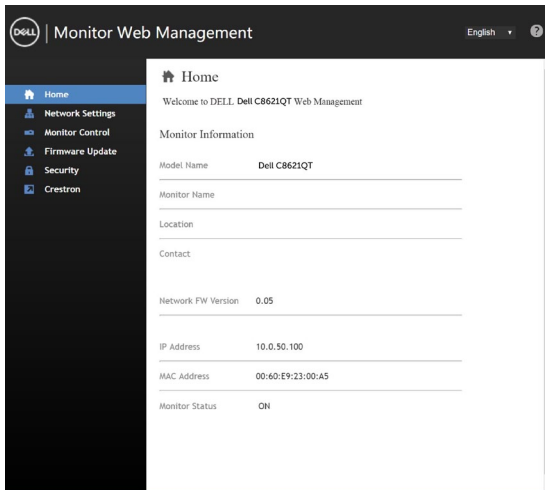 DELL | Monitor Web Management
English
?
Home
Network Settings
Monitor Control
Firmware Update
Security
Crestron
Home
Welcome to DELL Dell C8621QT Web Management
Monitor Information
Model Name Dell C8621QT
Monitor Name
Location
Contact
Network FW Version 0.05
IP Address 10.0.50.100
MAC Address 00:60:E9:23:00:A5
Monitor Status ON